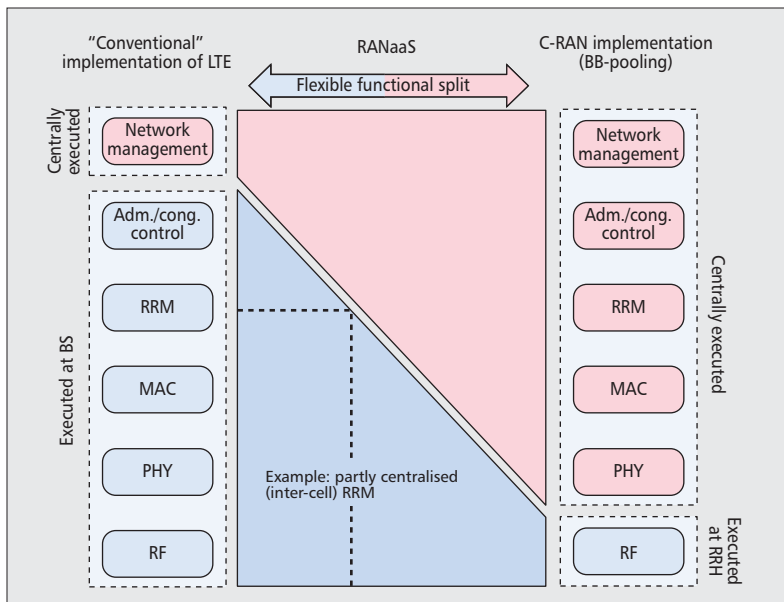 “Conventional”
implementation of LTE
RANaaS
C-RAN implementation
(BB-pooling)
Flexible functional split
Centrally
executed
Network
management
Executed at BS
Adm./cong.
control
RRM
MAC
PHY
RF
Example: partly centralised
(inter-cell) RRM
Network
management
Adm./cong.
control
RRM
MAC
PHY
Centrally executed
RF
Executed
at RRH